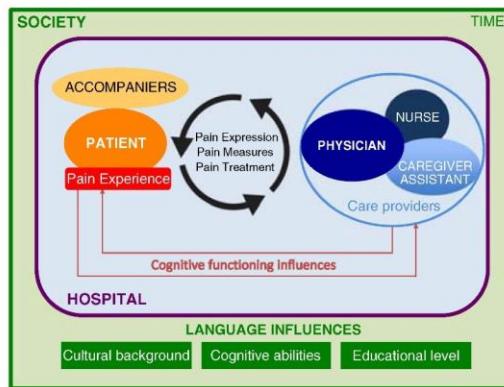 SOCIETY
TIME
ACCOMPANIERS
PATIENT
Pain Experience
Pain Expression
Pain Measures
Pain Treatment
PHYSICIAN
NURSE
CAREGIVER
ASSISTANT
Care providers
Cognitive functioning influences
HOSPITAL
LANGUAGE INFLUENCES
Cultural background
Cognitive abilities
Educational level